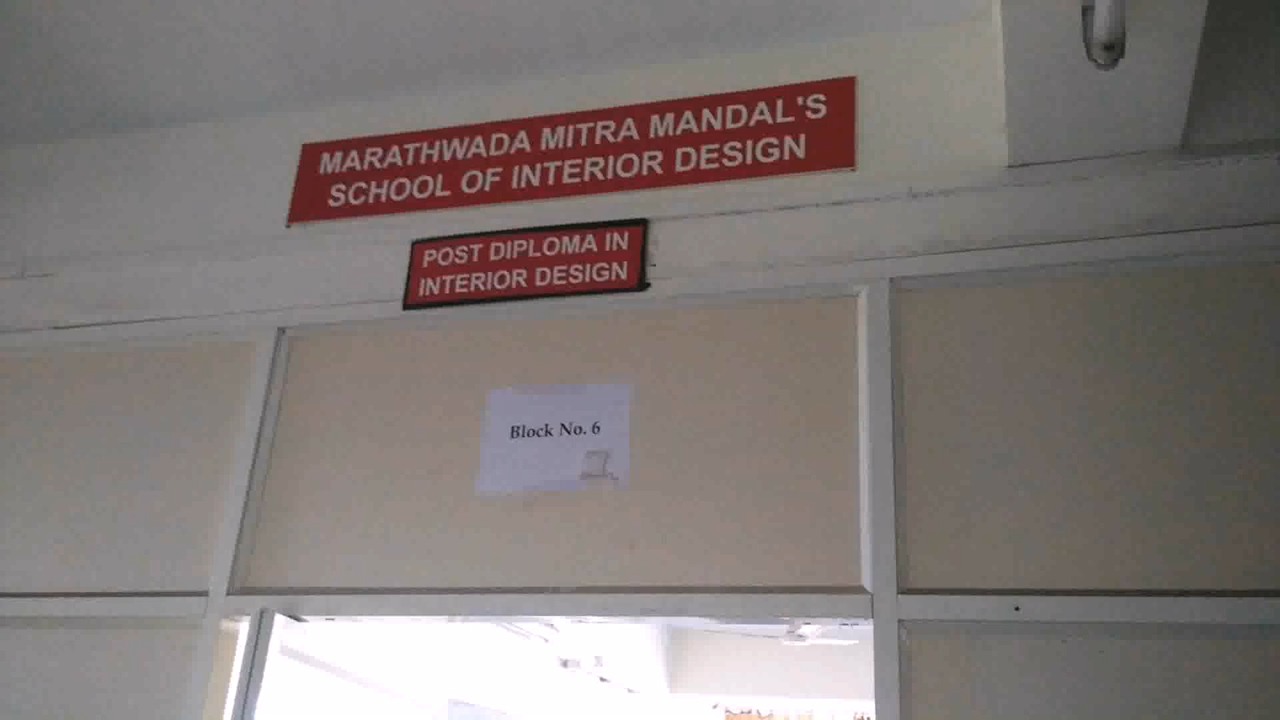 MARATHWADA MITRA MANDAL'S
SCHOOL OF INTERIOR DESIGN
POST DIPLOMA IN
INTERIOR DESIGN
Block No. 6